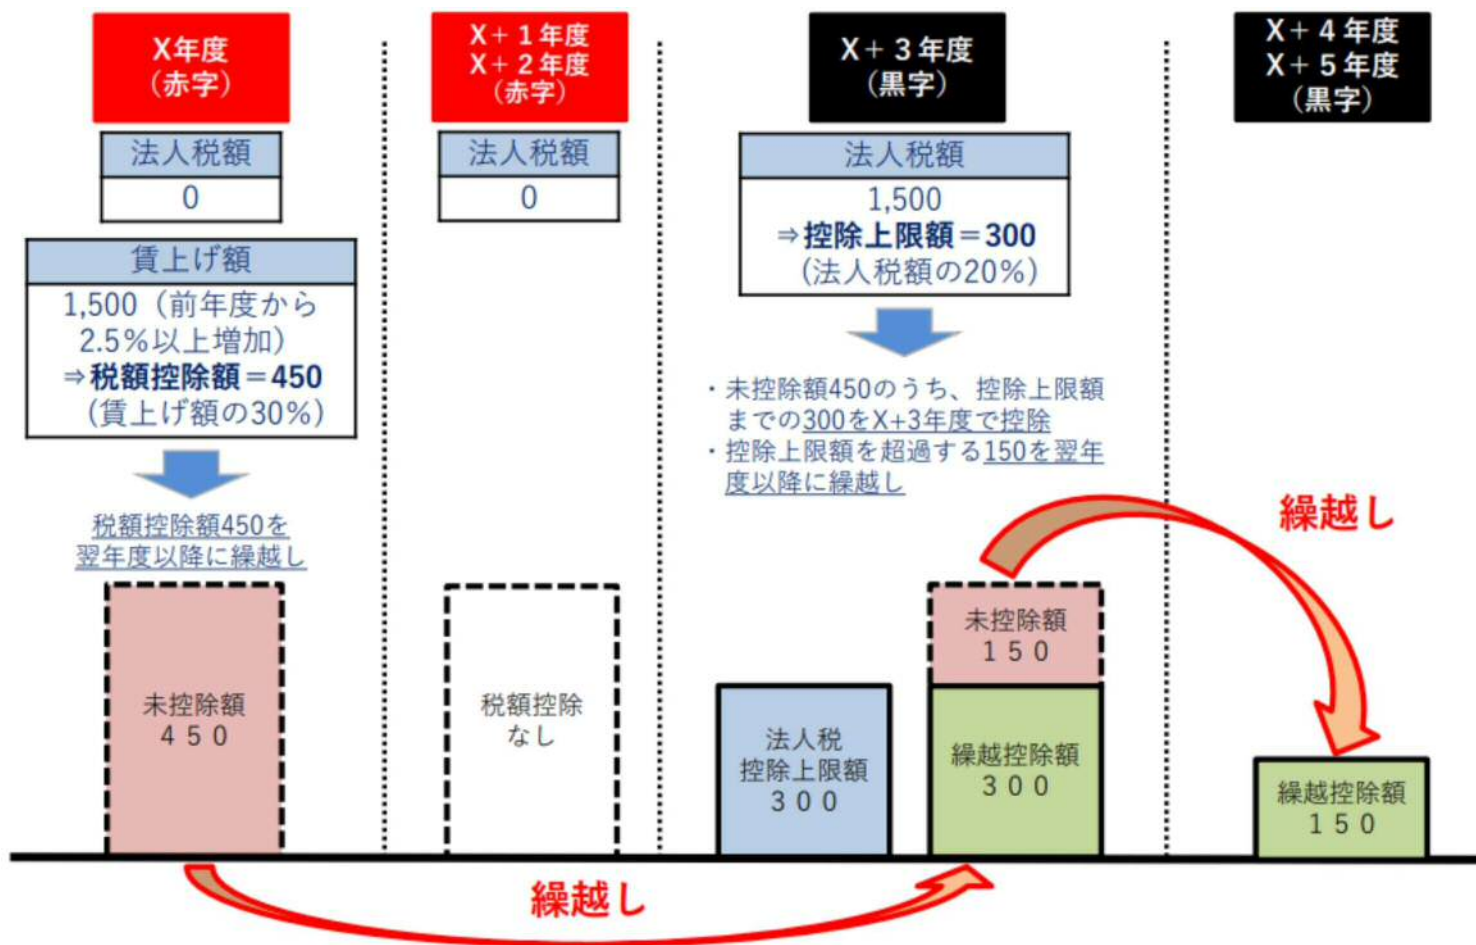 X年度
（赤字）
法人税額
0
賃上げ額
1,500（前年度から
2.5%以上増加）
⇒税額控除額＝450
（賃上げ額の30%）
税額控除額450を
翌年度以降に繰越し
未控除額
４５０
X＋１年度
X＋２年度
（赤字）
法人税額
0
税額控除
なし
X＋３年度
（黒字）
法人税額
1,500
⇒控除上限額＝300
（法人税額の20%）
・未控除額450のうち、控除上限額
までの300をX+3年度で控除
・控除上限額を超過する150を翌年
度以降に繰越し
法人税
控除上限額
３００
未控除額
１５０
繰越控除額
３００
X＋４年度
X＋５年度
（黒字）
繰越し
繰越控除額
１５０
繰越し